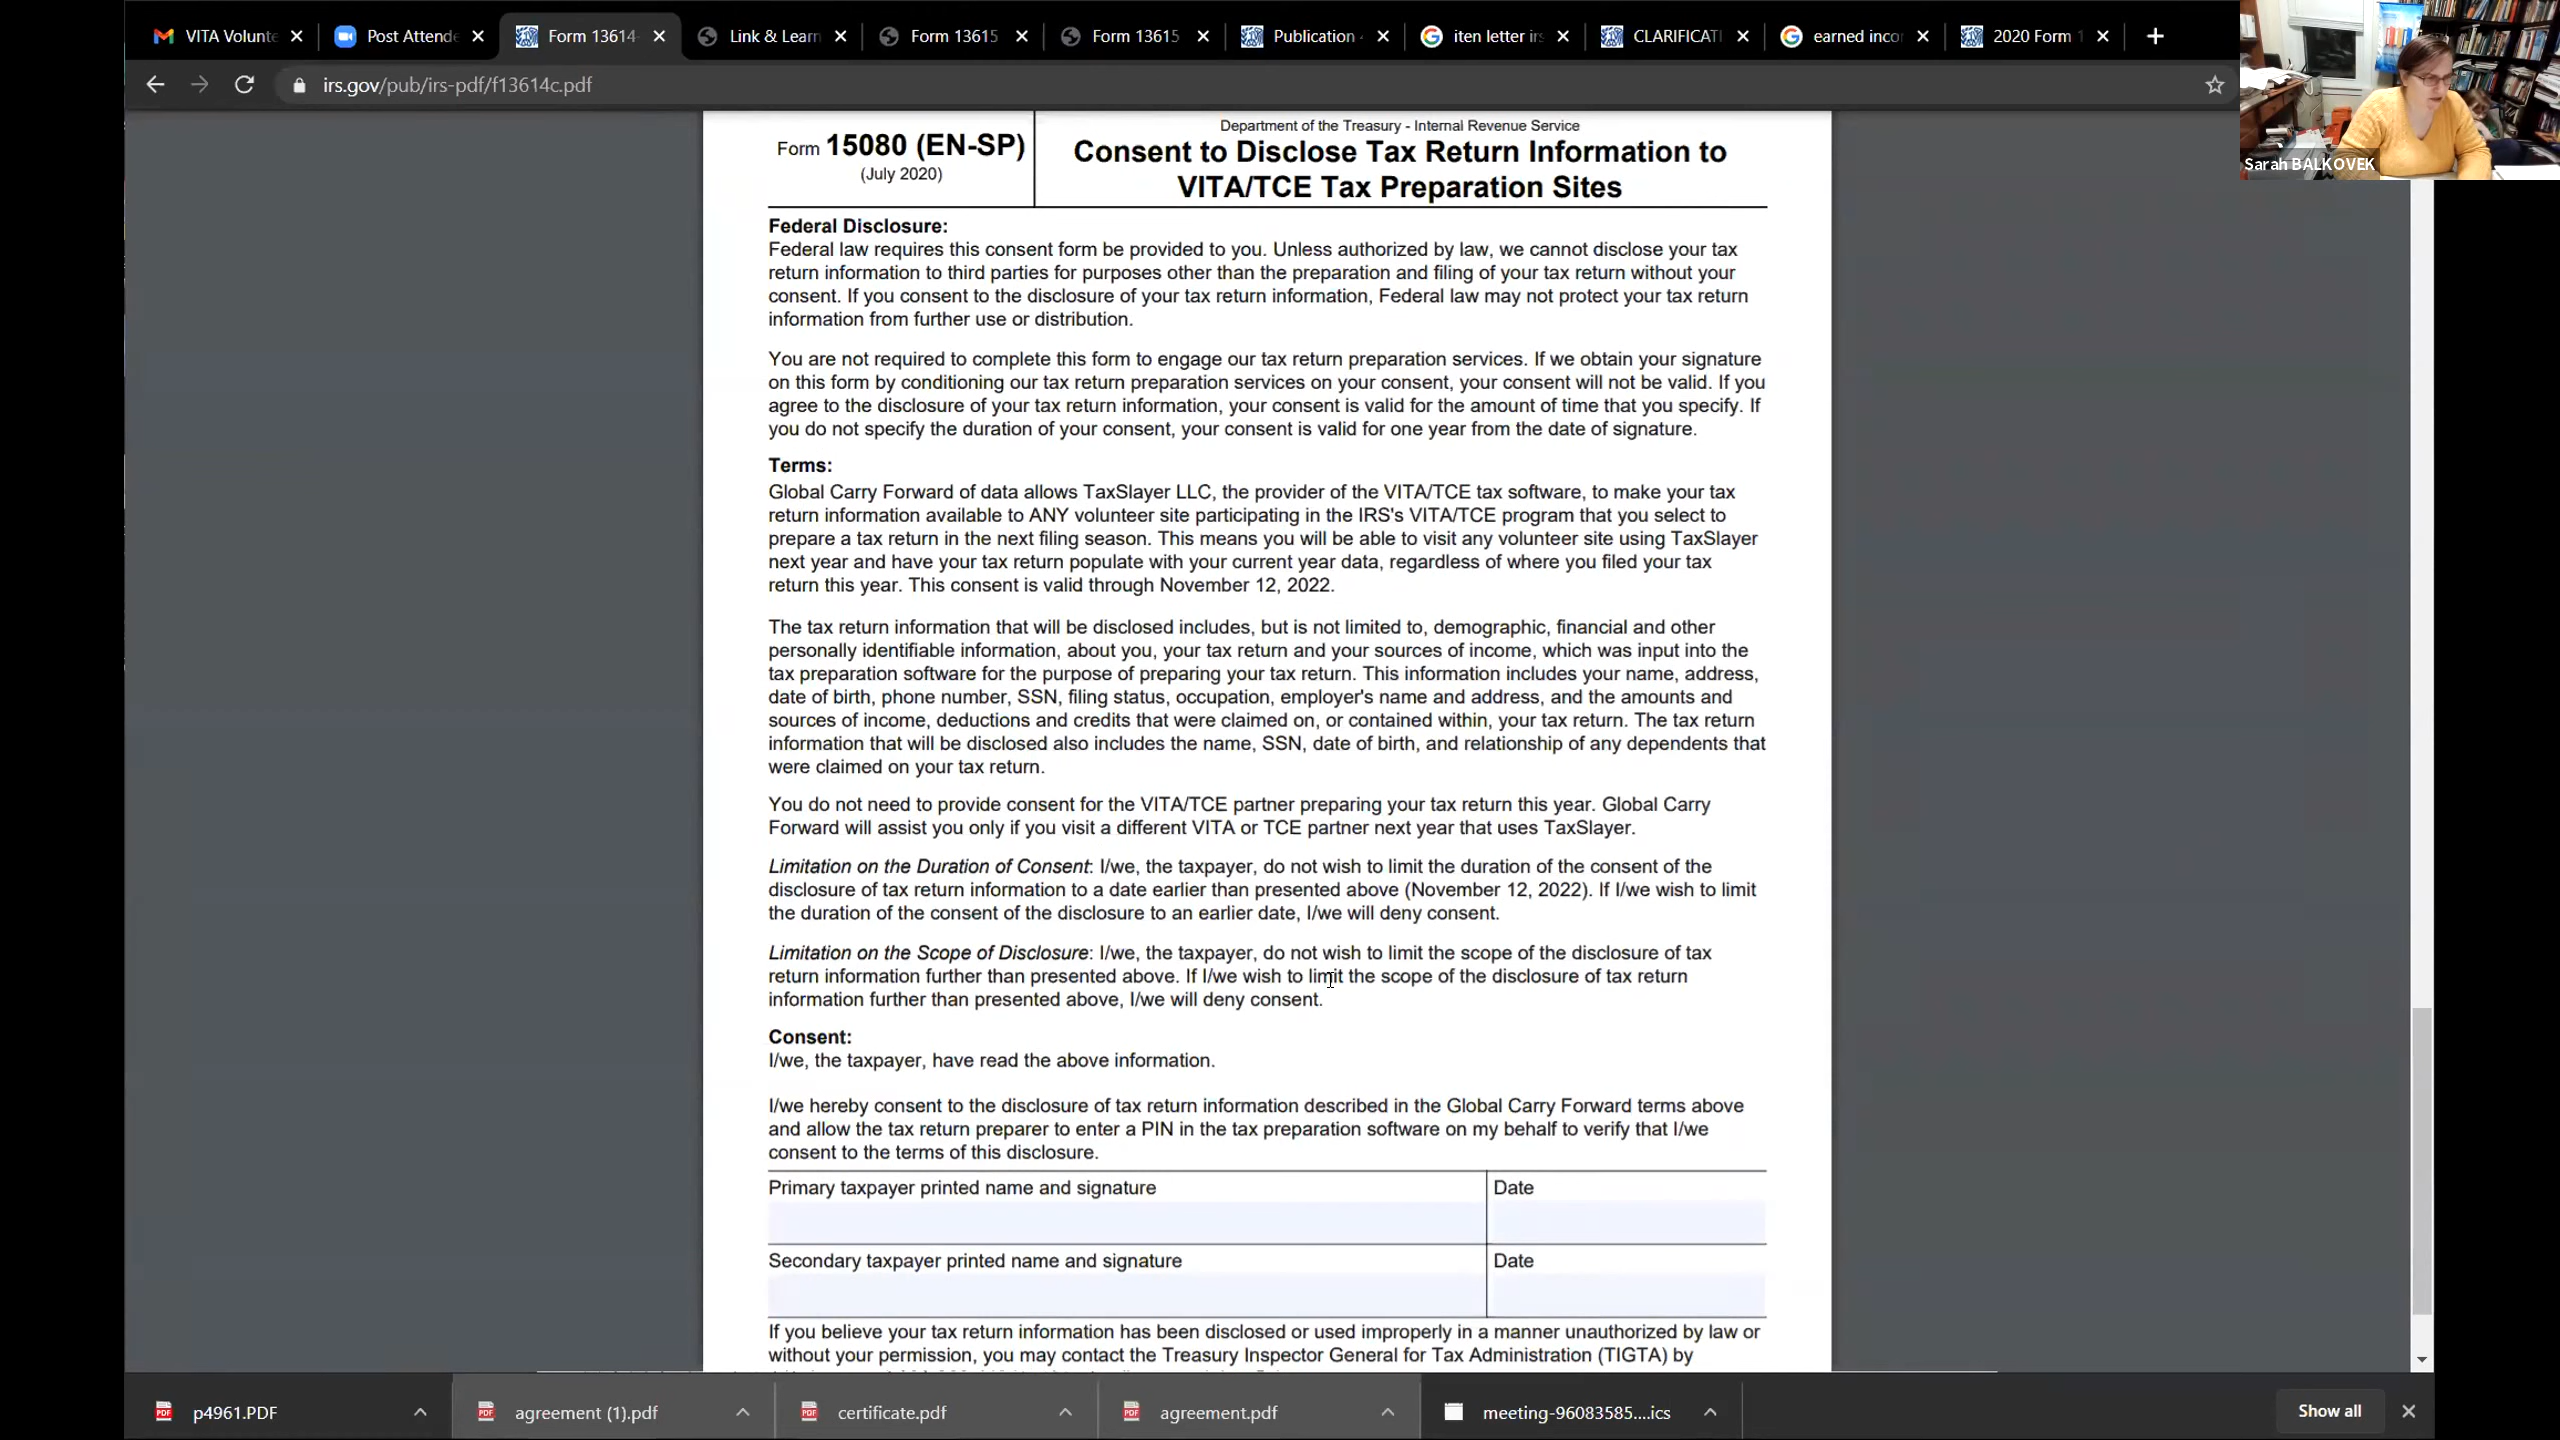 VITA Volunte
Post Attende
Form 13614-
Link & Learn
Form 13615
Form 13615
Publication
iten letter irs
CLARIFICATI
earned inco
2020 Form 1
irs.gov/pub/irs-pdf/f13614c.pdf
Sarah BALKOVEK
Form 15080 (EN-SP)
(July 2020)
Department of the Treasury - Internal Revenue Service
Consent to Disclose Tax Return Information to
VITA/TCE Tax Preparation Sites
Federal Disclosure:
Federal law requires this consent form be provided to you. Unless authorized by law, we cannot disclose your tax
return information to third parties for purposes other than the preparation and filing of your tax return without your
consent. If you consent to the disclosure of your tax return information, Federal law may not protect your tax return
information from further use or distribution.
You are not required to complete this form to engage our tax return preparation services. If we obtain your signature
on this form by conditioning our tax return preparation services on your consent, your consent will not be valid. If you
agree to the disclosure of your tax return information, your consent is valid for the amount of time that you specify. If
you do not specify the duration of your consent, your consent is valid for one year from the date of signature.
Terms:
Global Carry Forward of data allows TaxSlayer LLC, the provider of the VITA/TCE tax software, to make your tax
return information available to ANY volunteer site participating in the IRS's VITA/TCE program that you select to
prepare a tax return in the next filing season. This means you will be able to visit any volunteer site using TaxSlayer
next year and have your tax return populate with your current year data, regardless of where you filed your tax
return this year. This consent is valid through November 12, 2022.
The tax return information that will be disclosed includes, but is not limited to, demographic, financial and other
personally identifiable information, about you, your tax return and your sources of income, which was input into the
tax preparation software for the purpose of preparing your tax return. This information includes your name, address,
date of birth, phone number, SSN, filing status, occupation, employer's name and address, and the amounts and
sources of income, deductions and credits that were claimed on, or contained within, your tax return. The tax return
information that will be disclosed also includes the name, SSN, date of birth, and relationship of any dependents that
were claimed on your tax return.
You do not need to provide consent for the VITA/TCE partner preparing your tax return this year. Global Carry
Forward will assist you only if you visit a different VITA or TCE partner next year that uses TaxSlayer.
Limitation on the Duration of Consent: I/we, the taxpayer, do not wish to limit the duration of the consent of the
disclosure of tax return information to a date earlier than presented above (November 12, 2022). If I/we wish to limit
the duration of the consent of the disclosure to an earlier date, I/we will deny consent.
Limitation on the Scope of Disclosure: I/we, the taxpayer, do not wish to limit the scope of the disclosure of tax
return information further than presented above. If I/we wish to limit the scope of the disclosure of tax return
information further than presented above, I/we will deny consent.
Consent:
I/we, the taxpayer, have read the above information.
I/we hereby consent to the disclosure of tax return information described in the Global Carry Forward terms above
and allow the tax return preparer to enter a PIN in the tax preparation software on my behalf to verify that I/we
consent to the terms of this disclosure.
Primary taxpayer printed name and signature
Date
Secondary taxpayer printed name and signature
Date
If you believe your tax return information has been disclosed or used improperly in a manner unauthorized by law or
without your permission, you may contact the Treasury Inspector General for Tax Administration (TIGTA) by
p4961.PDF
agreement (1).pdf
certificate.pdf
agreement.pdf
meeting-96083585....ics
Show all